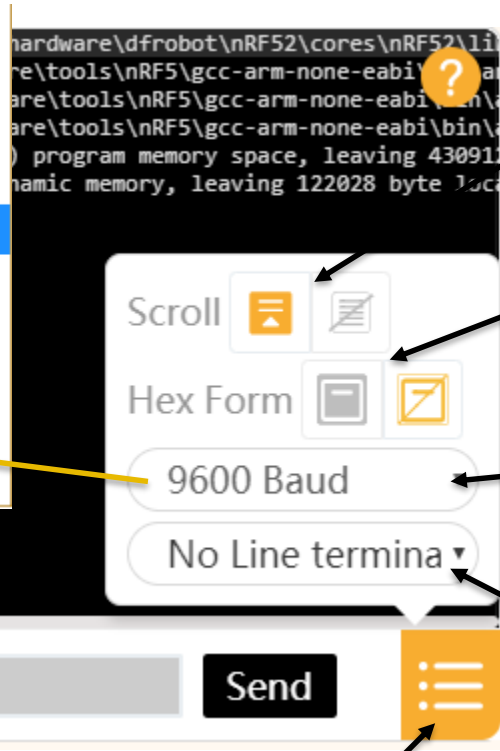 hardware\dfrobot\nRF52\cores\nRF52\li
re\tools\nRF5\gcc-arm-none-eabi\
?
are\tools\nRF5\gcc-arm-none-eabi\
are\tools\nRF5\gcc-arm-none-eabi\bin\
) program memory space, leaving 43091
namic memory, leaving 122028 byte loca
Scroll
Hex Form
9600 Baud
No Line termina
Send